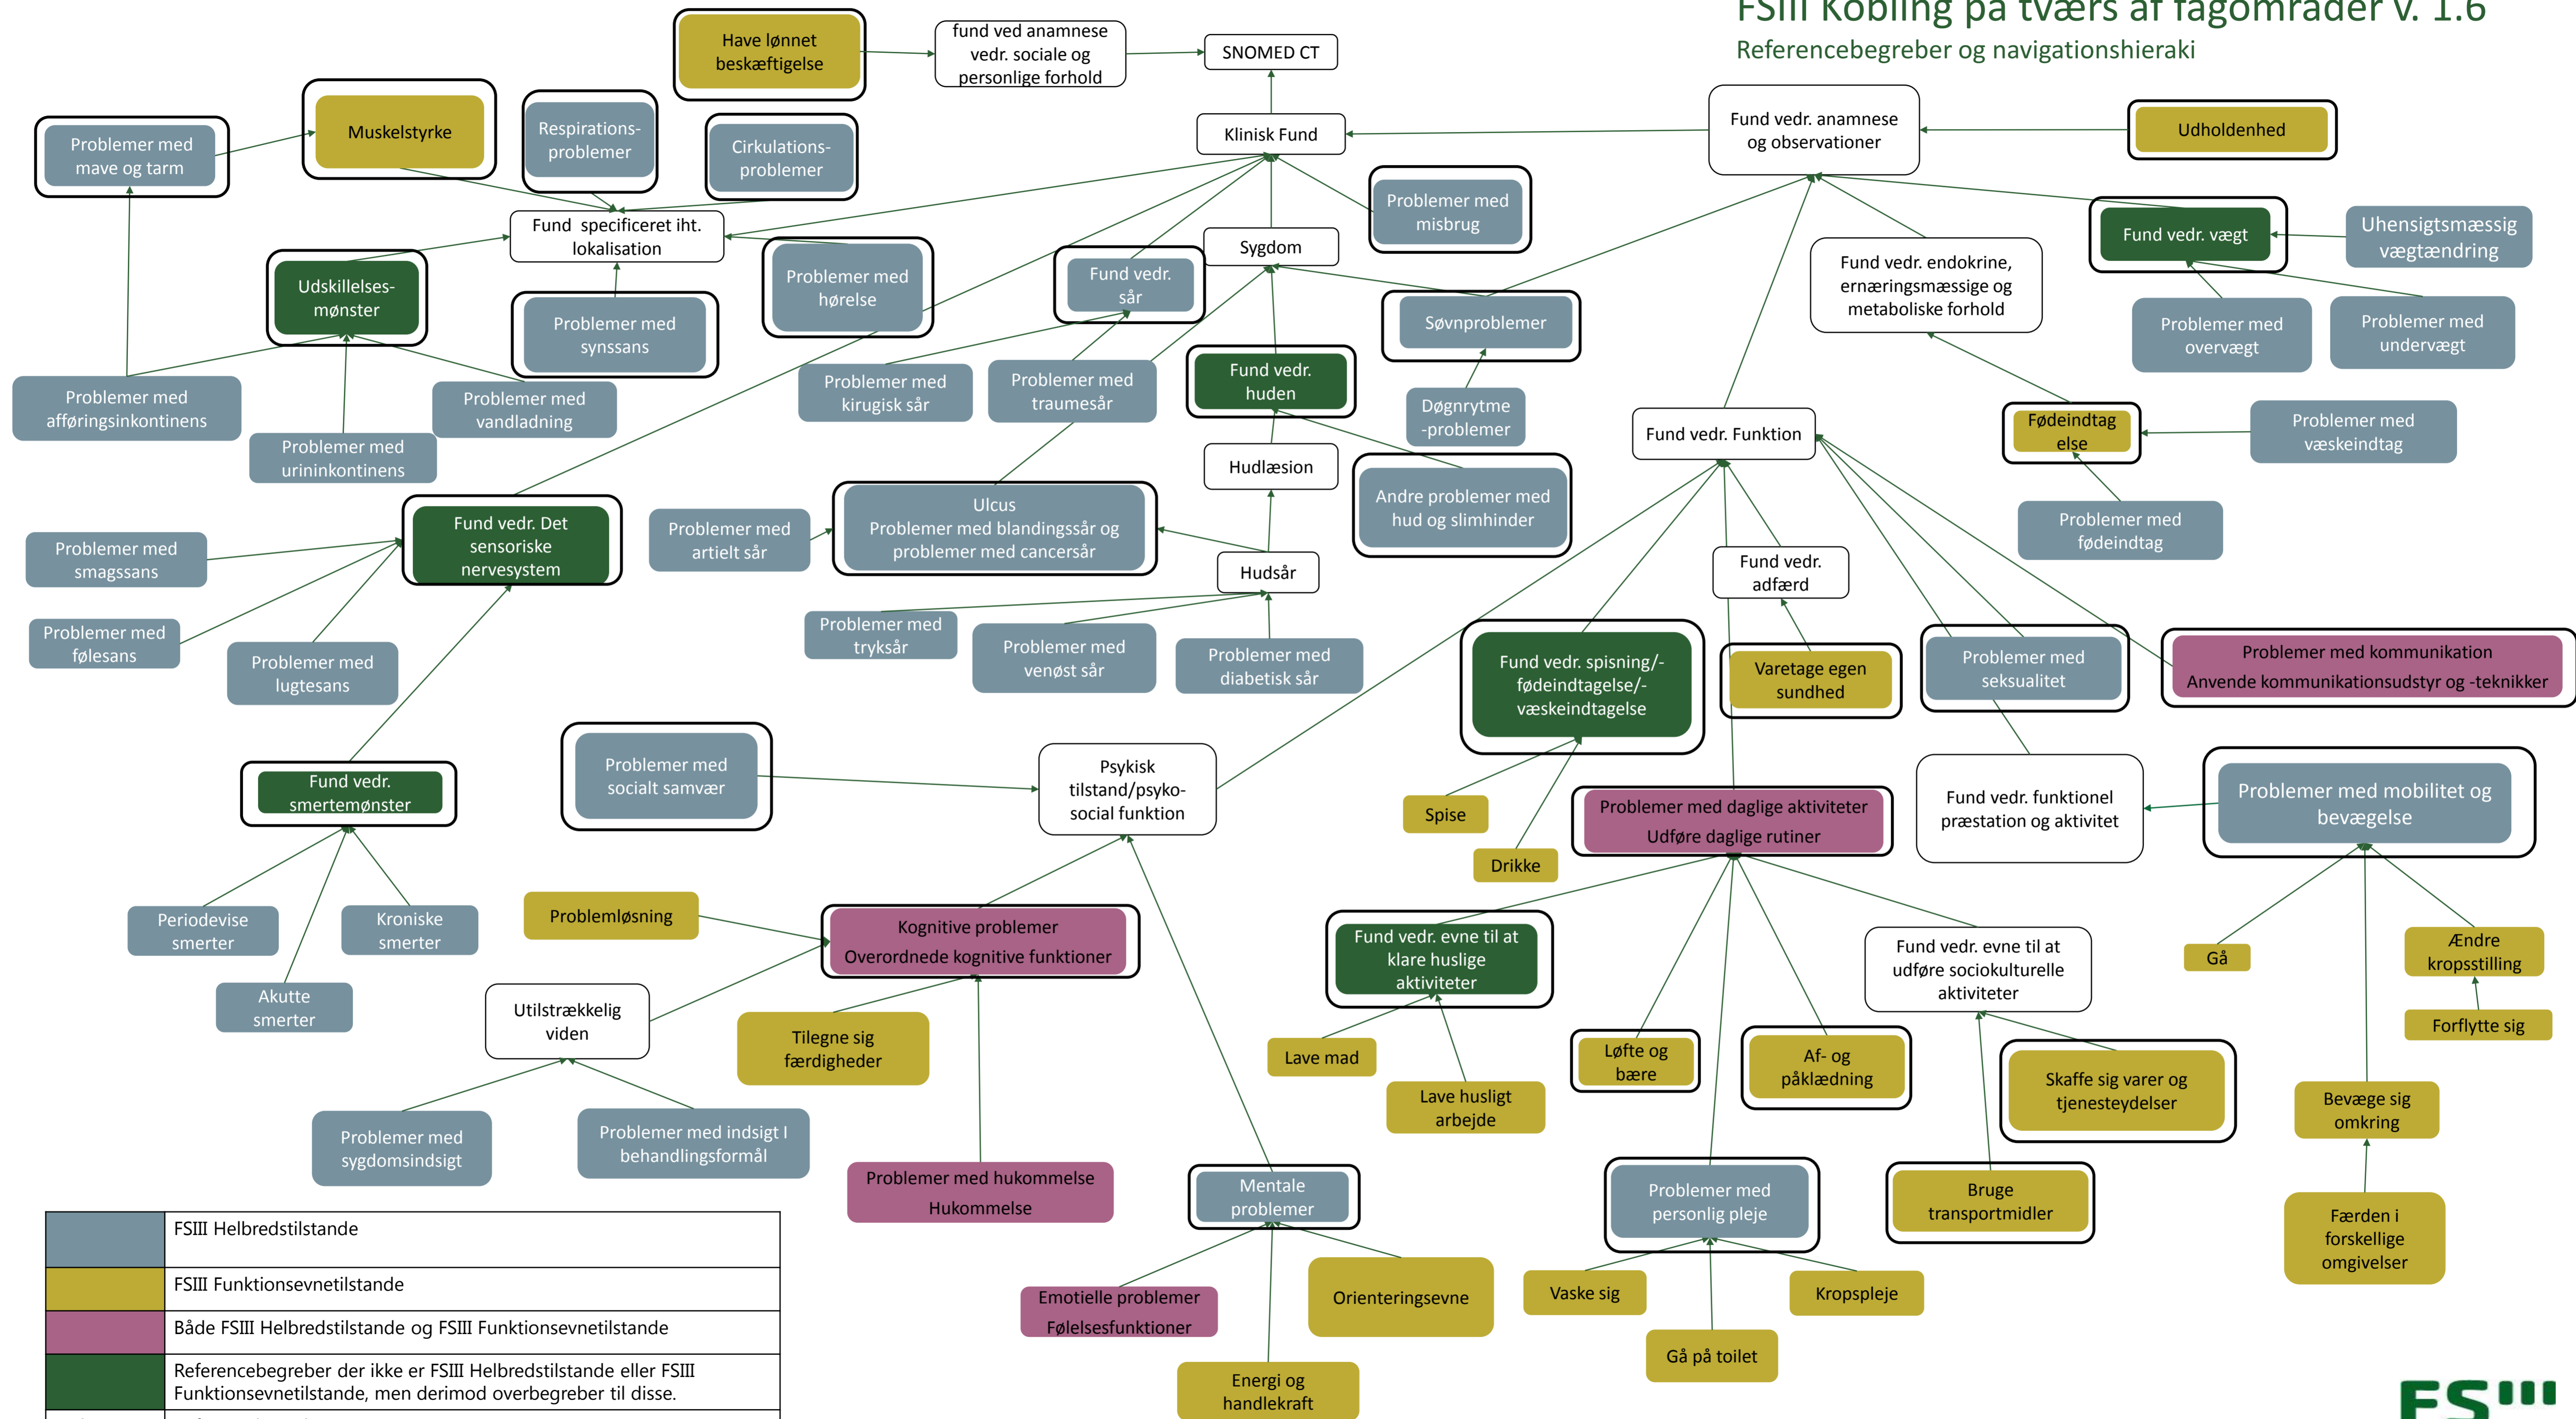 FSIII Kobling på tværs af fagområder v. 1.6
Referencebegreber og navigationshieraki
Have lønnet
beskæftigelse
fund ved anamnese
vedr. sociale og
personlige forhold
SNOMED CT
Problemer med
mave og tarm
Muskelstyrke
Respirations-
problemer
Cirkulations-
problemer
Klinisk Fund
Fund vedr. anamnese
og observationer
Udholdenhed
Fund specificeret iht.
lokalisation
Problemer med
misbrug
Sygdom
Fund vedr. vægt
Uhensigtsmæssig
vægtændring
Udskillelses-
mønster
Problemer med
hørelse
Fund vedr.
sår
Fund vedr. endokrine,
ernæringsmæssige og
metaboliske forhold
Problemer med
synssans
Søvnproblemer
Problemer med
overvægt
Problemer med
undervægt
Problemer med
afføringsinkontinens
Problemer med
vandladning
Problemer med
urininkontinens
Problemer med
kirugisk sår
Problemer med
traumesår
Fund vedr.
huden
Døgnrytme
-problemer
Fund vedr. Funktion
Fødeindtag
else
Problemer med
væskeindtag
Hudlæsion
Andre problemer med
hud og slimhinder
Problemer med
fødeindtag
Fund vedr. Det
sensoriske
nervesystem
Problemer med
artielt sår
Ulcus
Problemer med blandingssår og
problemer med cancersår
Problemer med
smagssans
Hudsår
Fund vedr.
adfærd
Problemer med
følesans
Problemer med
lugtesans
Problemer med
tryksår
Problemer med
venøst sår
Problemer med
diabetisk sår
Fund vedr. spisning/-
fødeindtagelse/-
væskeindtagelse
Varetage egen
sundhed
Problemer med
seksualitet
Problemer med kommunikation
Anvende kommunikationsudstyr og -teknikker
Fund vedr.
smertemønster
Problemer med
socialt samvær
Psykisk
tilstand/psyko-
social funktion
Spise
Drikke
Problemer med daglige aktiviteter
Udføre daglige rutiner
Fund vedr. funktionel
præstation og aktivitet
Problemer med mobilitet og
bevægelse
Periodevise
smerter
Kroniske
smerter
Akutte
smerter
Problemløsning
Kognitive problemer
Overordnede kognitive funktioner
Fund vedr. evne til at
klare huslige
aktiviteter
Fund vedr. evne til at
udføre sociokulturelle
aktiviteter
Gå
Ændre
kropsstilling
Forflytte sig
Utilstrækkelig
viden
Tilegne sig
færdigheder
Lave mad
Lave husligt
arbejde
Løfte og
bære
Af- og
påklædning
Skaffe sig varer og
tjenesteydelser
Bevæge sig
omkring
Problemer med
sygdomsindsigt
Problemer med indsigt I
behandlingsformål
Problemer med hukommelse
Hukommelse
Mentale
problemer
Problemer med
personlig pleje
Bruge
transportmidler
Færden i
forskellige
omgivelser
Emotielle problemer
Følelsesfunktioner
Orienteringsevne
Energi og
handlekraft
Vaske sig
Kropspleje
Gå på toilet
FSIII Helbredstilstande
FSIII Funktionsevnetilstande
Både FSIII Helbredstilstande og FSIII Funktionsevnetilstande
Referencebegreber der ikke er FSIII Helbredstilstande eller FSIII
Funktionsevnetilstande, men derimod overbegreber til disse.
FSIII